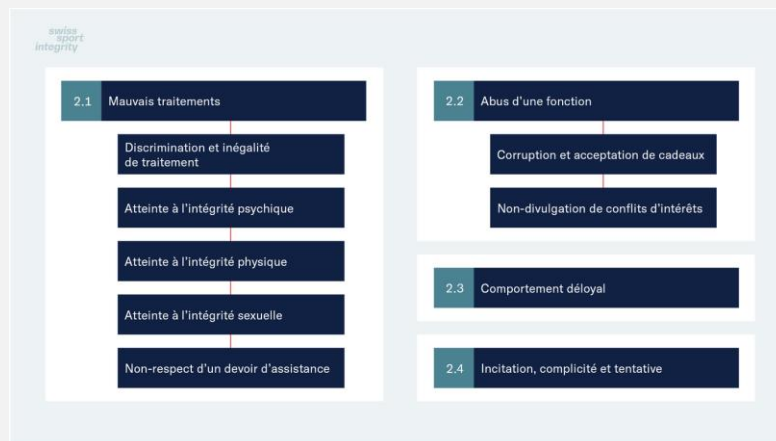 swiss
sport
integrity
2.1 Mauvais traitements
Discrimination et inégalité
de traitement
Atteinte à l'intégrité psychique
Atteinte à l'intégrité physique
Atteinte à l'intégrité sexuelle
Non-respect d'un devoir d'assistance
2.2 Abus d'une fonction
Corruption et acceptation de cadeaux
Non-divulgation de conflits d'intérêts
2.3 Comportement déloyal
2.4 Incitation, complicité et tentative